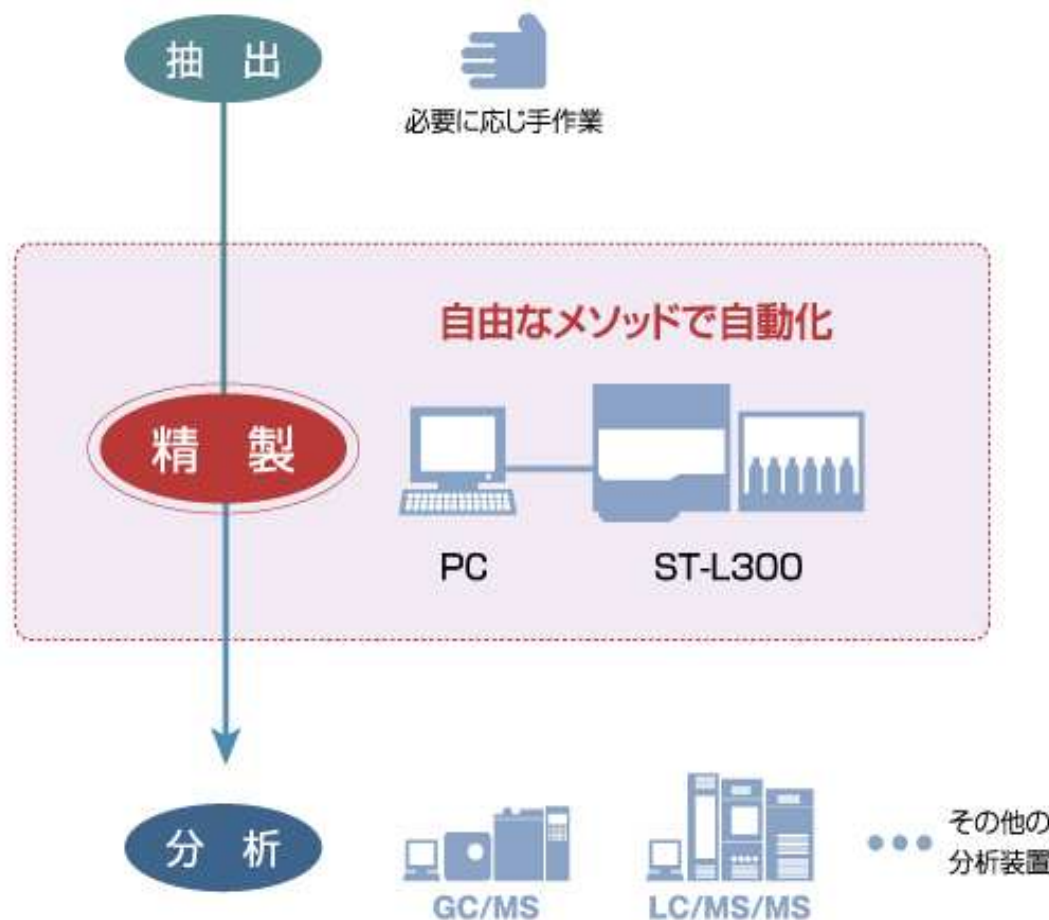 抽 出
必要に応じ手作業
自由なメソッドで自動化
精 製
PC
ST-L300
分 析
GC/MS
LC/MS/MS
その他の
分析装置